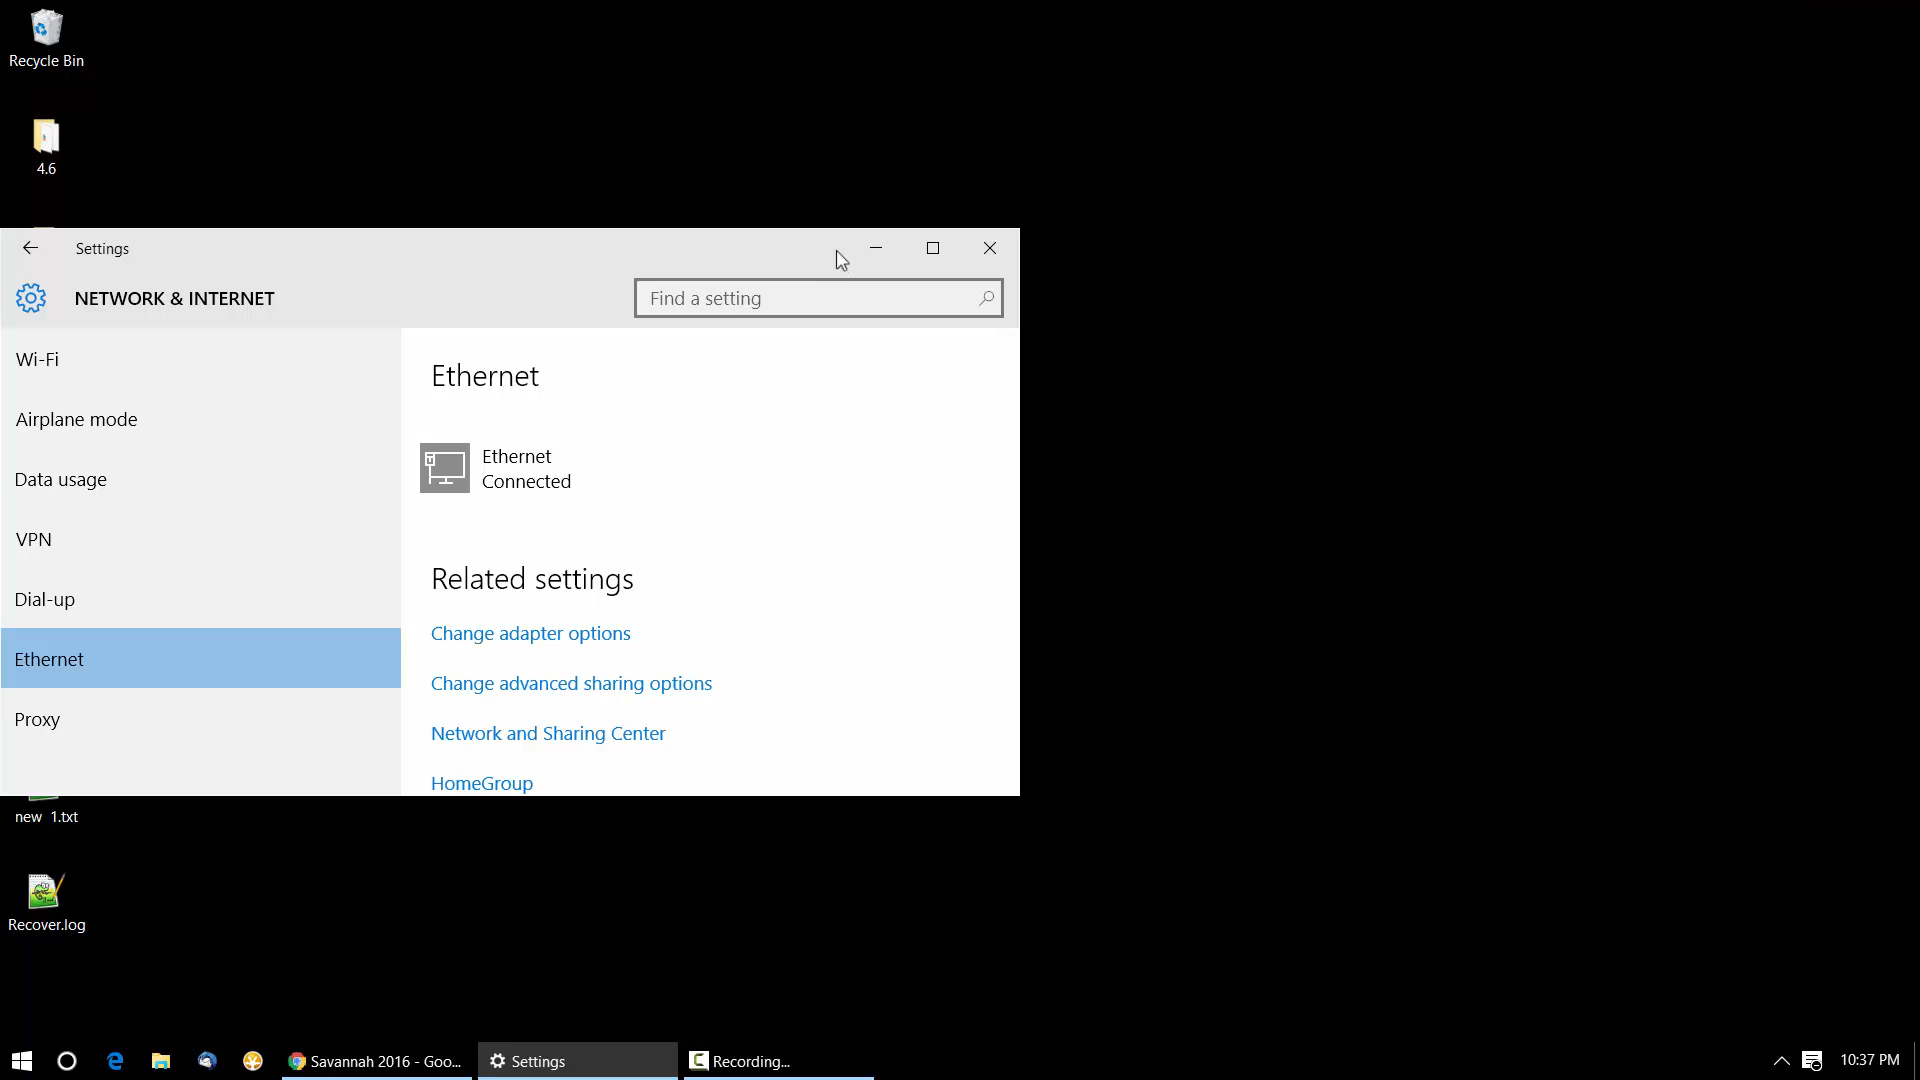 Recycle Bin
4.6
Settings
NETWORK & INTERNET
Find a setting
Wi-Fi
Airplane mode
Data usage
VPN
Dial-up
Ethernet
Proxy
Ethernet
Ethernet
Connected
Related settings
Change adapter options
Change advanced sharing options
Network and Sharing Center
HomeGroup
new 1.txt
Recover.log
Savannah 2016 - Goo...
Settings
Recording...
10:37 PM